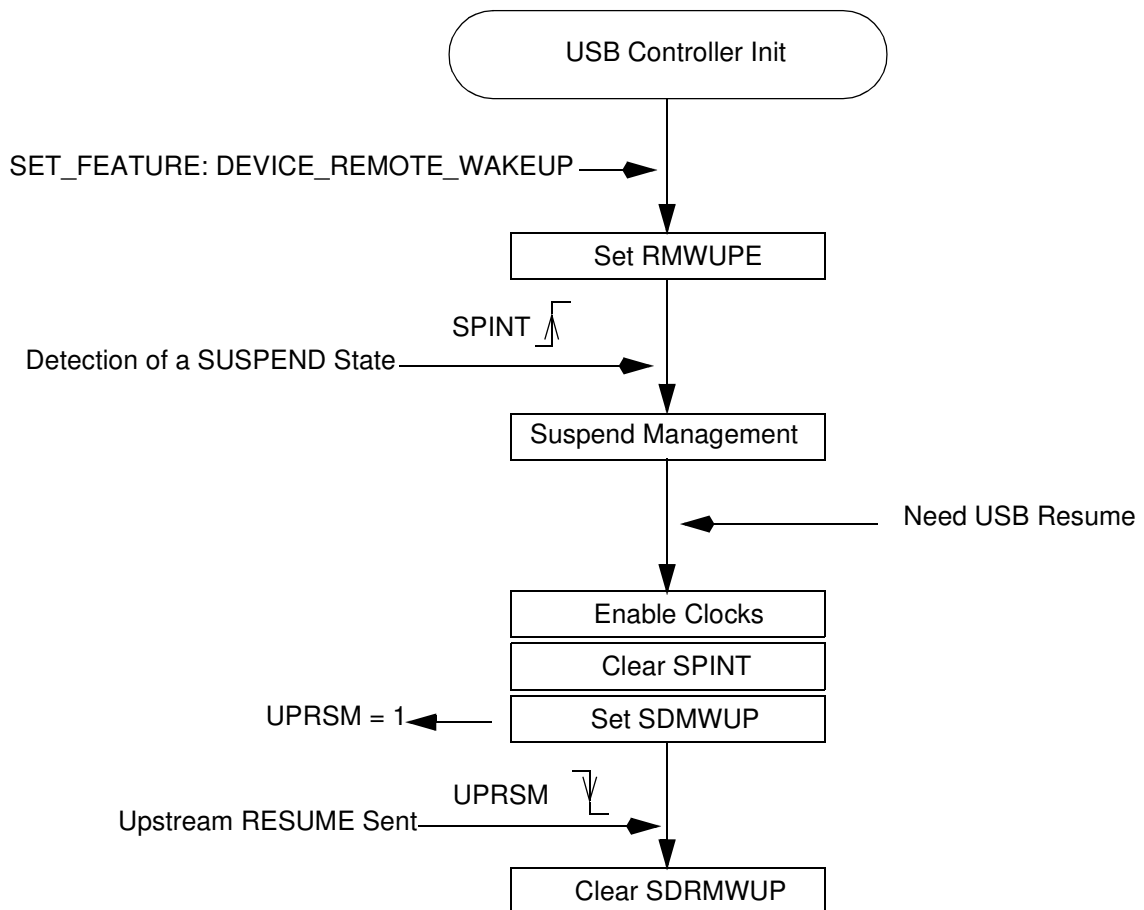 USB Controller Init
SET_FEATURE: DEVICE_REMOTE_WAKEUP
Set RMWUPE
SPINT
Detection of a SUSPEND State
Suspend Management
Need USB Resume
Enable Clocks
Clear SPINT
UPRSM = 1
Set SDMWUP
UPRSM
Upstream RESUME Sent
Clear SDRMWUP